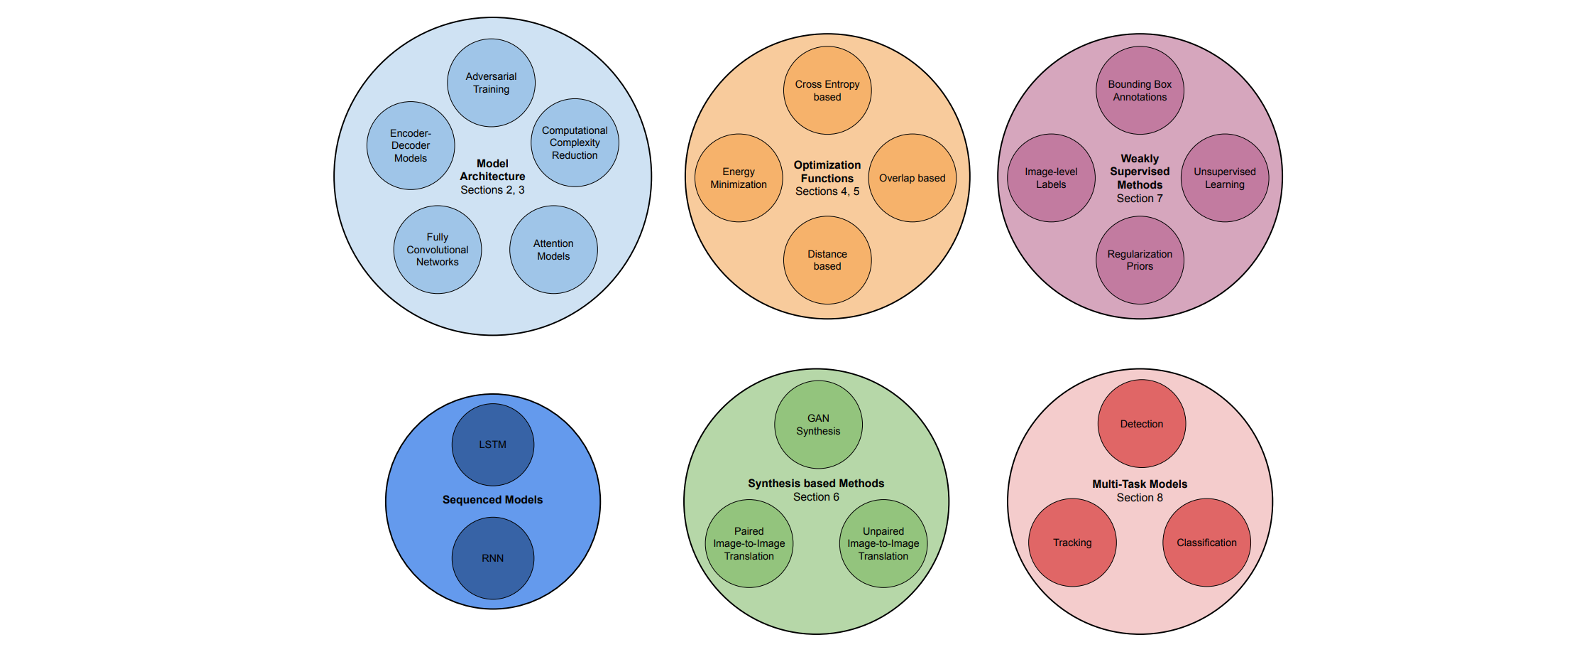 Adversarial
Training
Encoder-
Decoder
Models
Computational
Complexity
Reduction
Model
Architecture
Sections 2, 3
Fully
Convolutional
Networks
Attention
Models
Cross Entropy
based
Energy
Minimization
Optimization
Functions
Sections 4, 5
Overlap based
Distance
based
Bounding Box
Annotations
Image-level
Labels
Weakly
Supervised
Methods
Section 7
Unsupervised
Learning
Regularization
Priors
LSTM
Sequenced Models
RNN
GAN
Synthesis
Synthesis based Methods
Section 6
Paired
Image-to-Image
Translation
Unpaired
Image-to-Image
Translation
Detection
Multi-Task Models
Section 8
Tracking
Classification